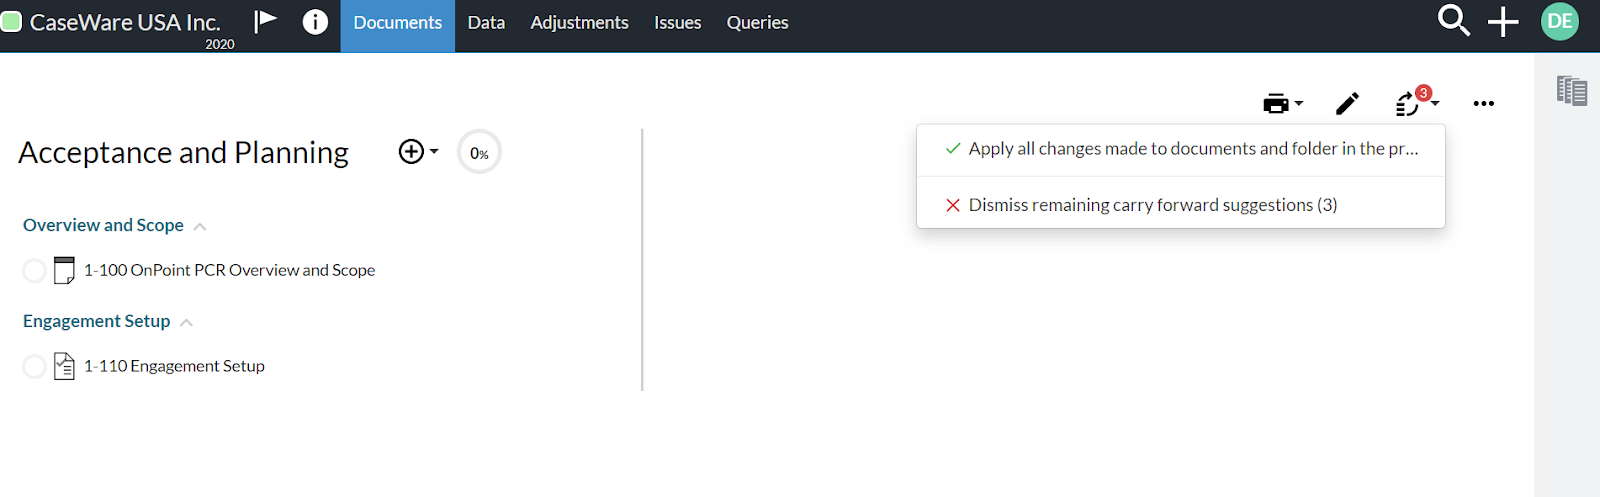 CaseWare USA Inc.
2020
Documents
Data
Adjustments
Issues
Queries
DE
3
Acceptance and Planning
0%
Apply all changes made to documents and folder in the pr...
Dismiss remaining carry forward suggestions (3)
Overview and Scope
1-100 OnPoint PCR Overview and Scope
Engagement Setup
1-110 Engagement Setup